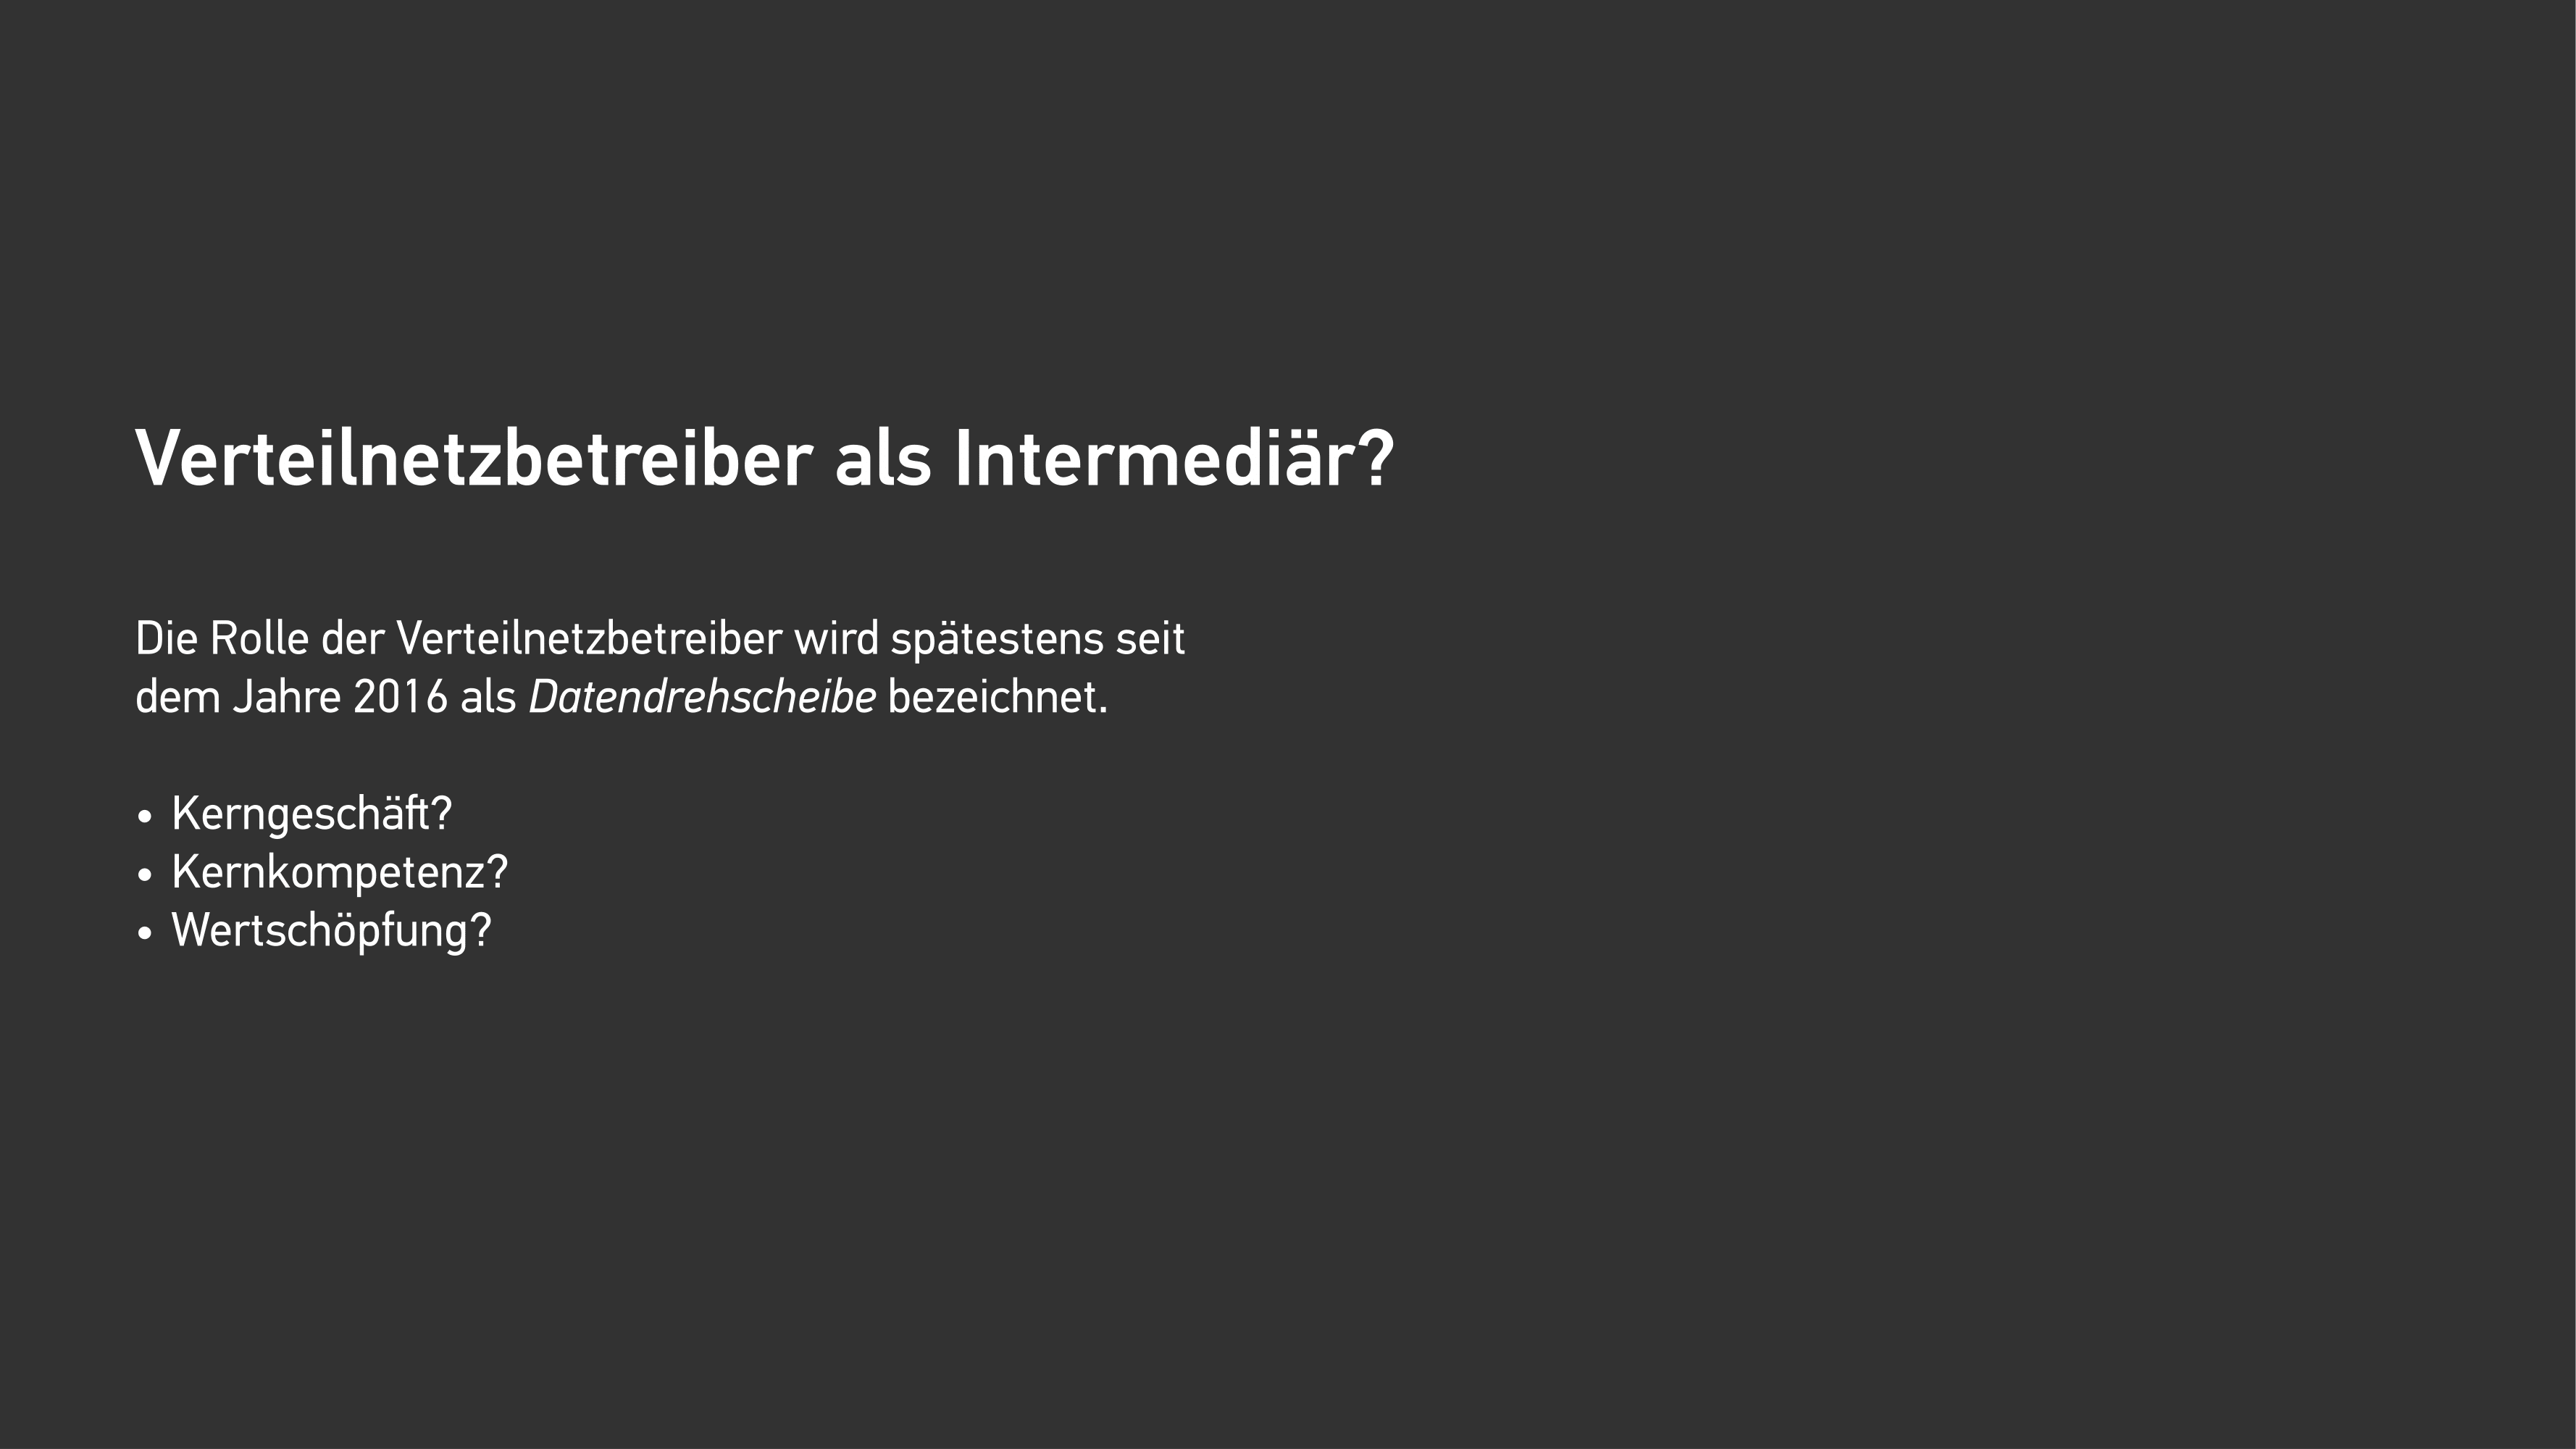 Verteilnetzbetreiber als Intermediär?
Die Rolle der Verteilnetzbetreiber wird spätestens seit
dem Jahre 2016 als Datendrehscheibe bezeichnet.
• Kerngeschäft?
• Kernkompetenz?
• Wertschöpfung?